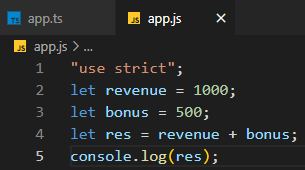 app.ts
app.js
app.js > ...
1 "use strict";
2 let revenue = 1000;
3 let bonus = 500;
4 let res = revenue + bonus;
5 console.log(res);